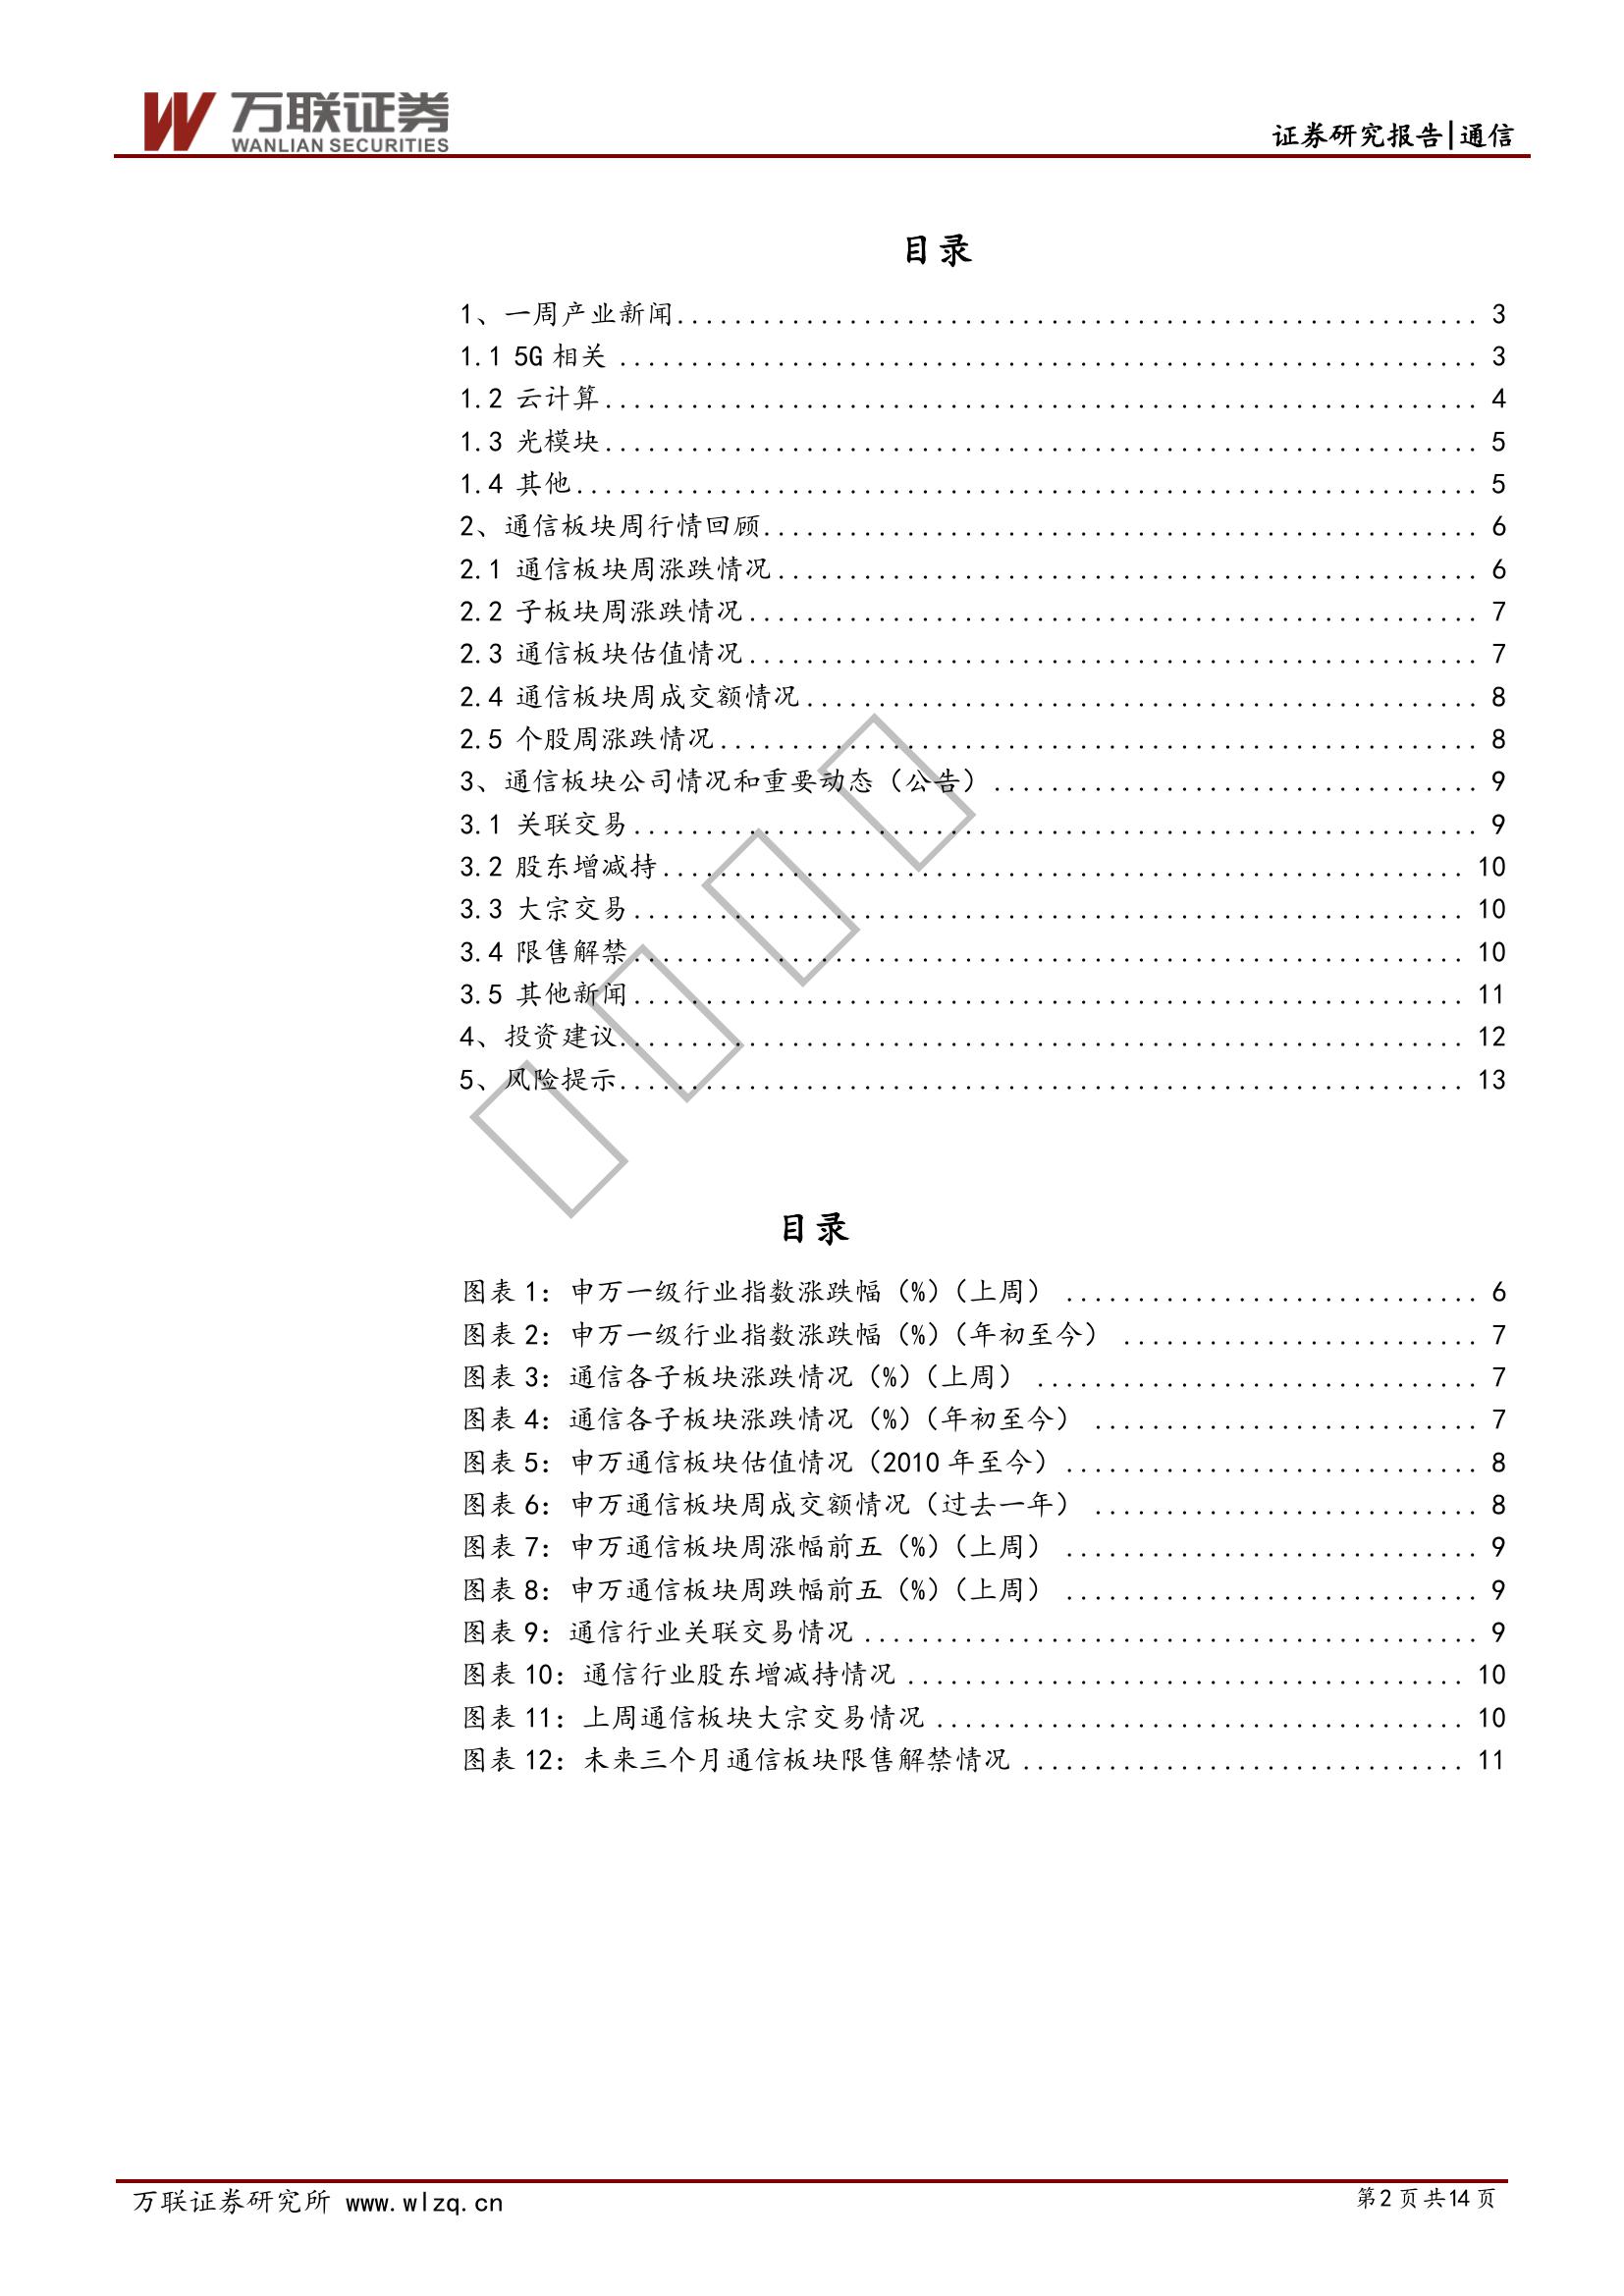 万联证券
WANLIAN SECURITIES
证券研究报告|通信
目录
1、一周产业新闻........................................................ 3
1.1 5G 相关 ............................................................ 3
1.2 云计算............................................................. 4
1.3 光模块............................................................. 5
1.4 其他............................................................... 5
2、通信板块周行情回顾.................................................. 6
2.1 通信板块周涨跌情况................................................. 6
2.2 子板块周涨跌情况................................................... 7
2.3 通信板块估值情况................................................... 7
2.4 通信板块周成交额情况............................................... 8
2.5 个股周涨跌情况..................................................... 8
3、通信板块公司情况和重要动态（公告）.................................. 9
3.1 关联交易........................................................... 9
3.2 股东增减持........................................................ 10
3.3 大宗交易.......................................................... 10
3.4 限售解禁.......................................................... 10
3.5 其他新闻.......................................................... 11
4、投资建议........................................................... 12
5、风险提示........................................................... 13
目录
图表 1：申万一级行业指数涨跌幅（%）（上周） ............................. 6
图表 2：申万一级行业指数涨跌幅（%）（年初至今） ......................... 7
图表 3：通信各子板块涨跌情况（%）（上周） ............................... 7
图表 4：通信各子板块涨跌情况（%）（年初至今） ........................... 7
图表 5：申万通信板块估值情况（2010 年至今）............................. 8
图表 6：申万通信板块周成交额情况（过去一年） ........................... 8
图表 7：申万通信板块周涨幅前五（%）（上周） ............................. 9
图表 8：申万通信板块周跌幅前五（%）（上周） ............................. 9
图表 9：通信行业关联交易情况 ........................................... 9
图表 10：通信行业股东增减持情况 ....................................... 10
图表 11：上周通信板块大宗交易情况 ..................................... 10
图表 12：未来三个月通信板块限售解禁情况 ............................... 11
万联证券研究所 www.wlzq.cn
第 2 页 共 14 页